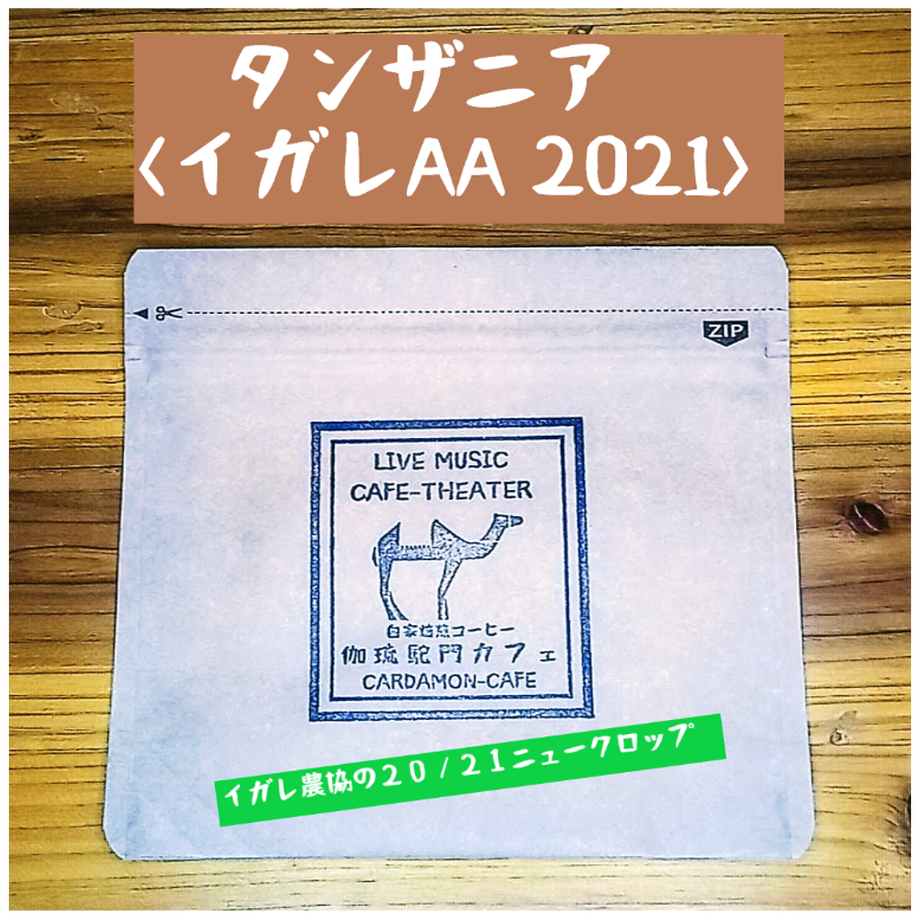 タンザニア
〈イガレAA 2021〉
ZIP
LIVE MUSIC
CAFE-THEATER
自家焙煎コーヒー
伽琉駝門カフェ
CARDAMON-CAFE
イガレ農協の20/21ニュークロップ